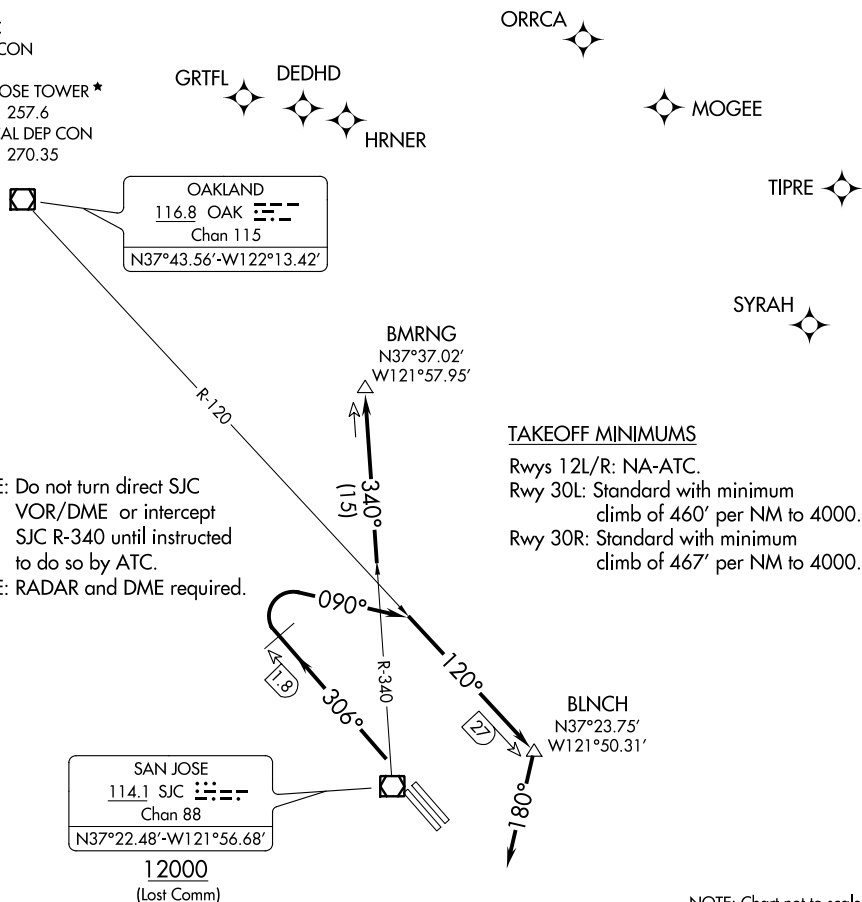 CON
OSE TOWER ★
257.6
AL DEP CON
270.35
ORRCA
GRTFL
DEDHD
HRNER
MOGEE
TIPRE
SYRAH
OAKLAND
116.8 OAK
Chan 115
N37°43.56'-W122°13.42'
BMRNG
N37°37.02'
W121°57.95'
R-120
340°
(15)
TAKEOFF MINIMUMS
Rwys 12L/R: NA-ATC.
Rwy 30L: Standard with minimum
climb of 460' per NM to 4000.
Rwy 30R: Standard with minimum
climb of 467' per NM to 4000.
E: Do not turn direct SJC
VOR/DME or intercept
SJC R-340 until instructed
to do so by ATC.
E: RADAR and DME required.
090°
1.8
306°
R-340
120°
27
BLNCH
N37°23.75'
W121°50.31'
180°
SAN JOSE
114.1 SJC
Chan 88
N37°22.48'-W121°56.68'
12000
(Lost Comm)
NOTE: Chart not to scale